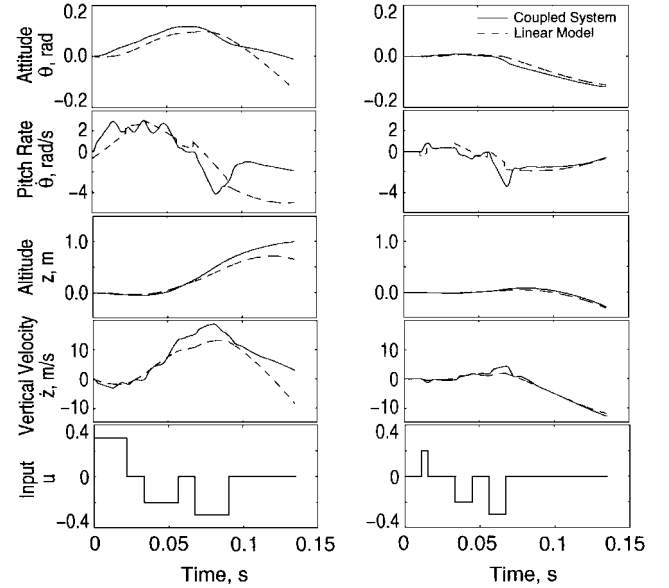 0.2
0
-0.2
Attitude
θ, rad
Coupled System
Linear Model
0.2
0
-0.2
2
0
-4
Pitch Rate
θ̇, rad/s
2
0
-4
1.0
0.0
Altitude
z, m
1.0
0.0
10
0
-10
Vertical Velocity
ż, m/s
10
0
-10
0.4
0
-0.4
Input
u
0.4
0
-0.4
0 0.05 0.1 0.15
Time, s
0 0.05 0.1 0.15
Time, s